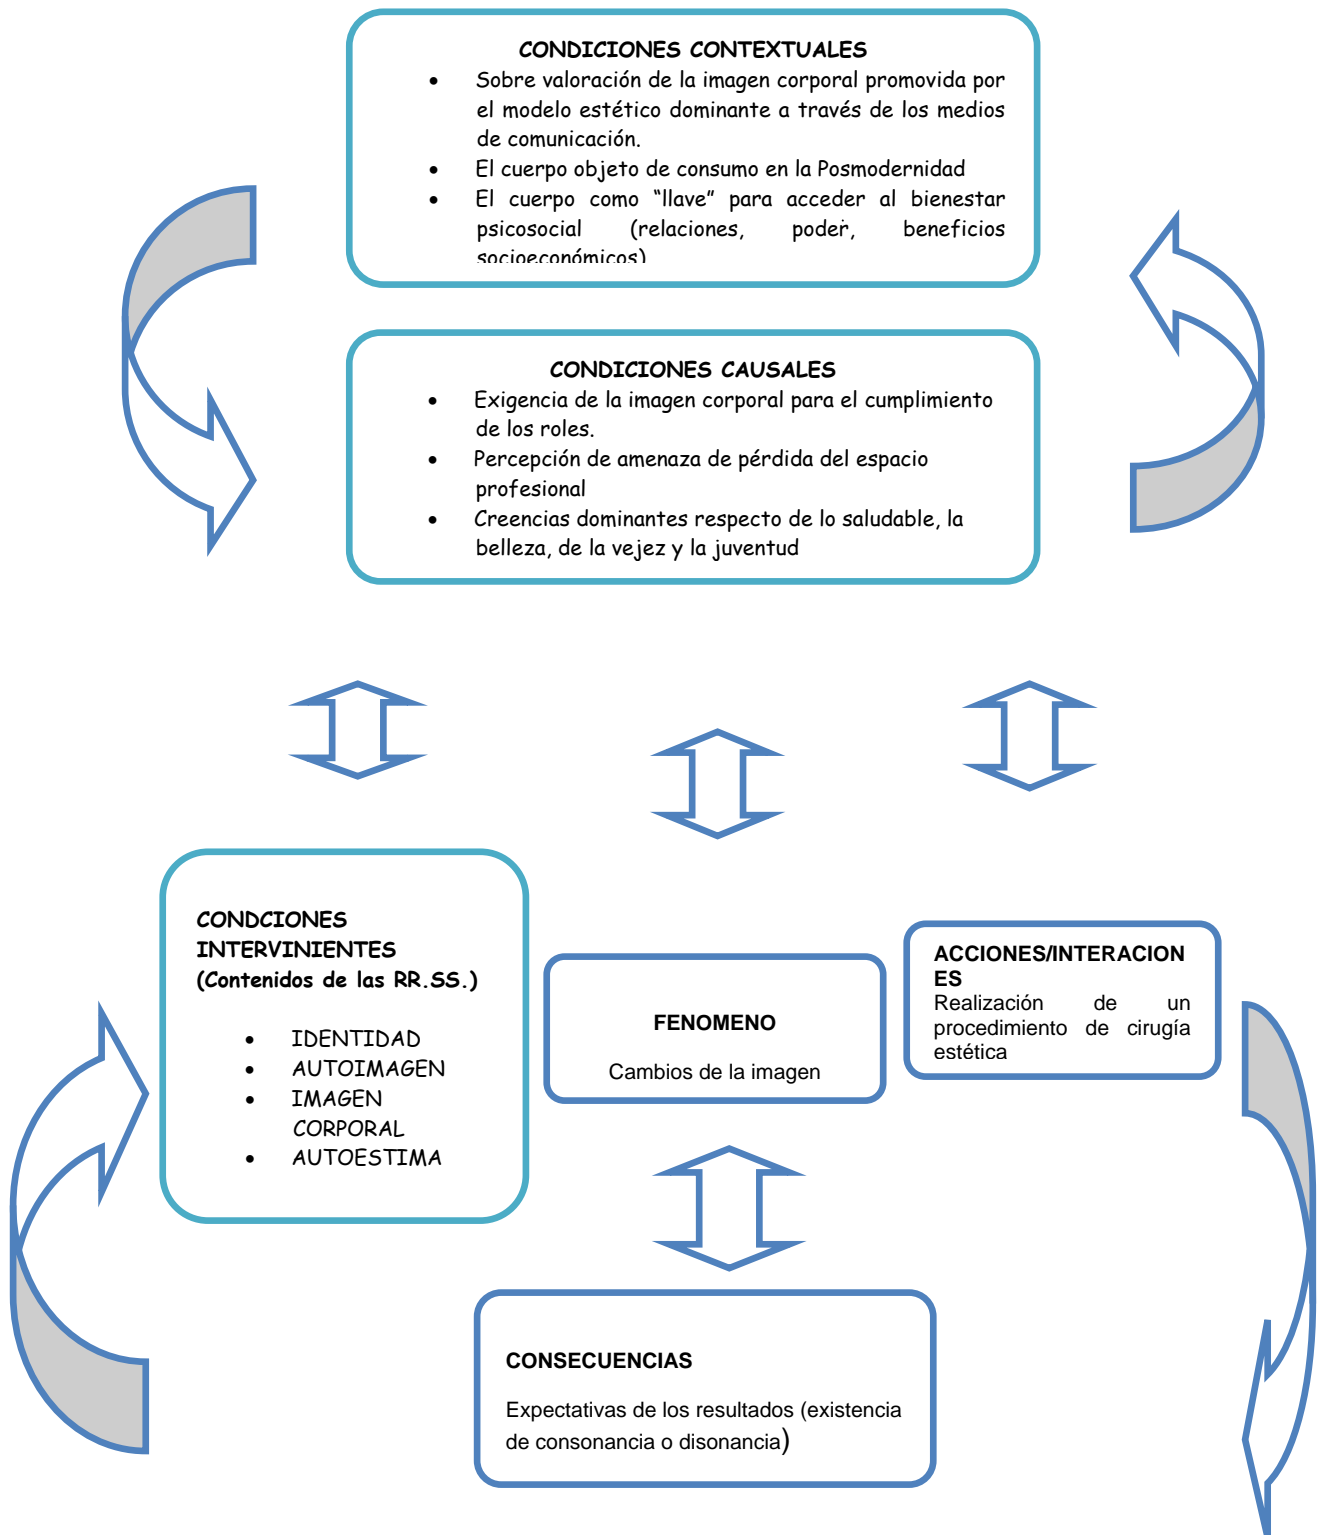 CONDICIONES CONTEXTUALES
• Sobre valoración de la imagen corporal promovida por
el modelo estético dominante a través de los medios
de comunicación.
• El cuerpo objeto de consumo en la Posmodernidad
• El cuerpo como "llave" para acceder al bienestar
psicosocial (relaciones, poder, beneficios
socioeconómicos)
CONDICIONES CAUSALES
• Exigencia de la imagen corporal para el cumplimiento
de los roles.
• Percepción de amenaza de pérdida del espacio
profesional
• Creencias dominantes respecto de lo saludable, la
belleza, de la vejez y la juventud
CONDCIONES
INTERVINIENTES
(Contenidos de las RR.SS.)
• IDENTIDAD
• AUTOIMAGEN
• IMAGEN
CORPORAL
• AUTOESTIMA
FENOMENO
Cambios de la imagen
ACCIONES/INTERACION
ES
Realización de un
procedimiento de cirugía
estética
CONSECUENCIAS
Expectativas de los resultados (existencia
de consonancia o disonancia)